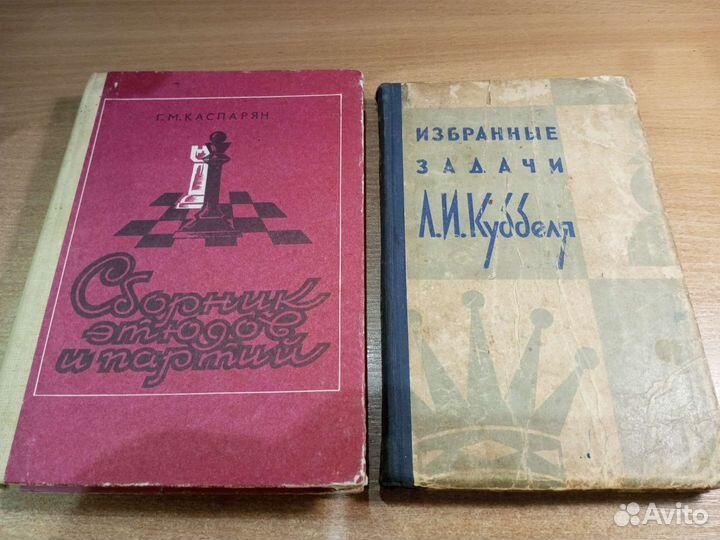 Г.М.КАСПАРЯН
Сборник
этюдов
и партий
ИЗБРАННЫЕ
ЗАДАЧИ
Л.И.Куббеля
Avito